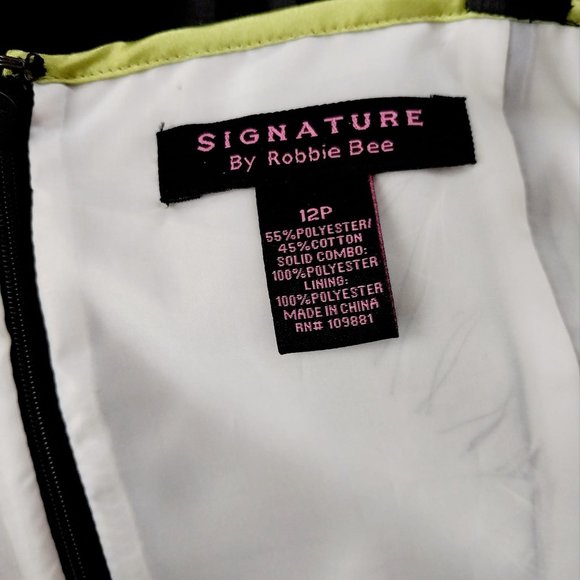 SIGNATURE
By Robbie Bee
12P
55%POLYESTER/
45%COTTON
SOLID COMBO:
100%POLYESTER
LINING:
100%POLYESTER
MADE IN CHINA
RN# 109881